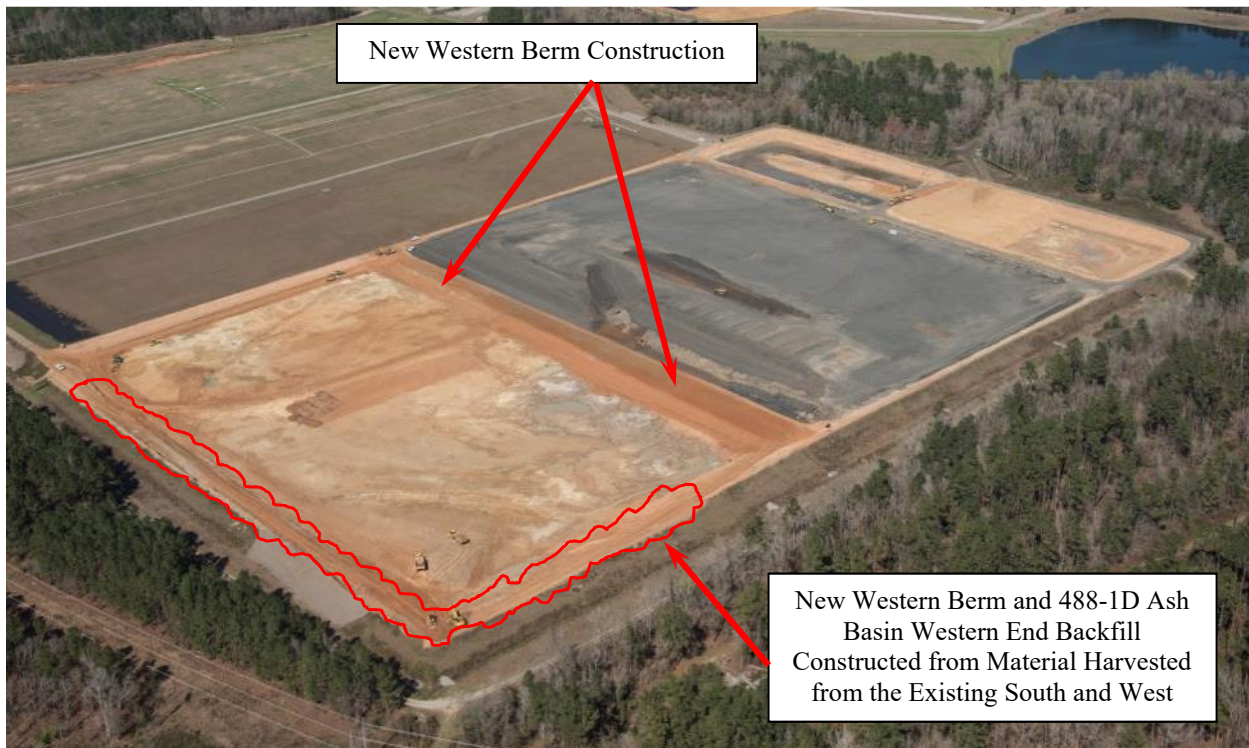 New Western Berm Construction
New Western Berm and 488-1D Ash
Basin Western End Backfill
Constructed from Material Harvested
from the Existing South and West